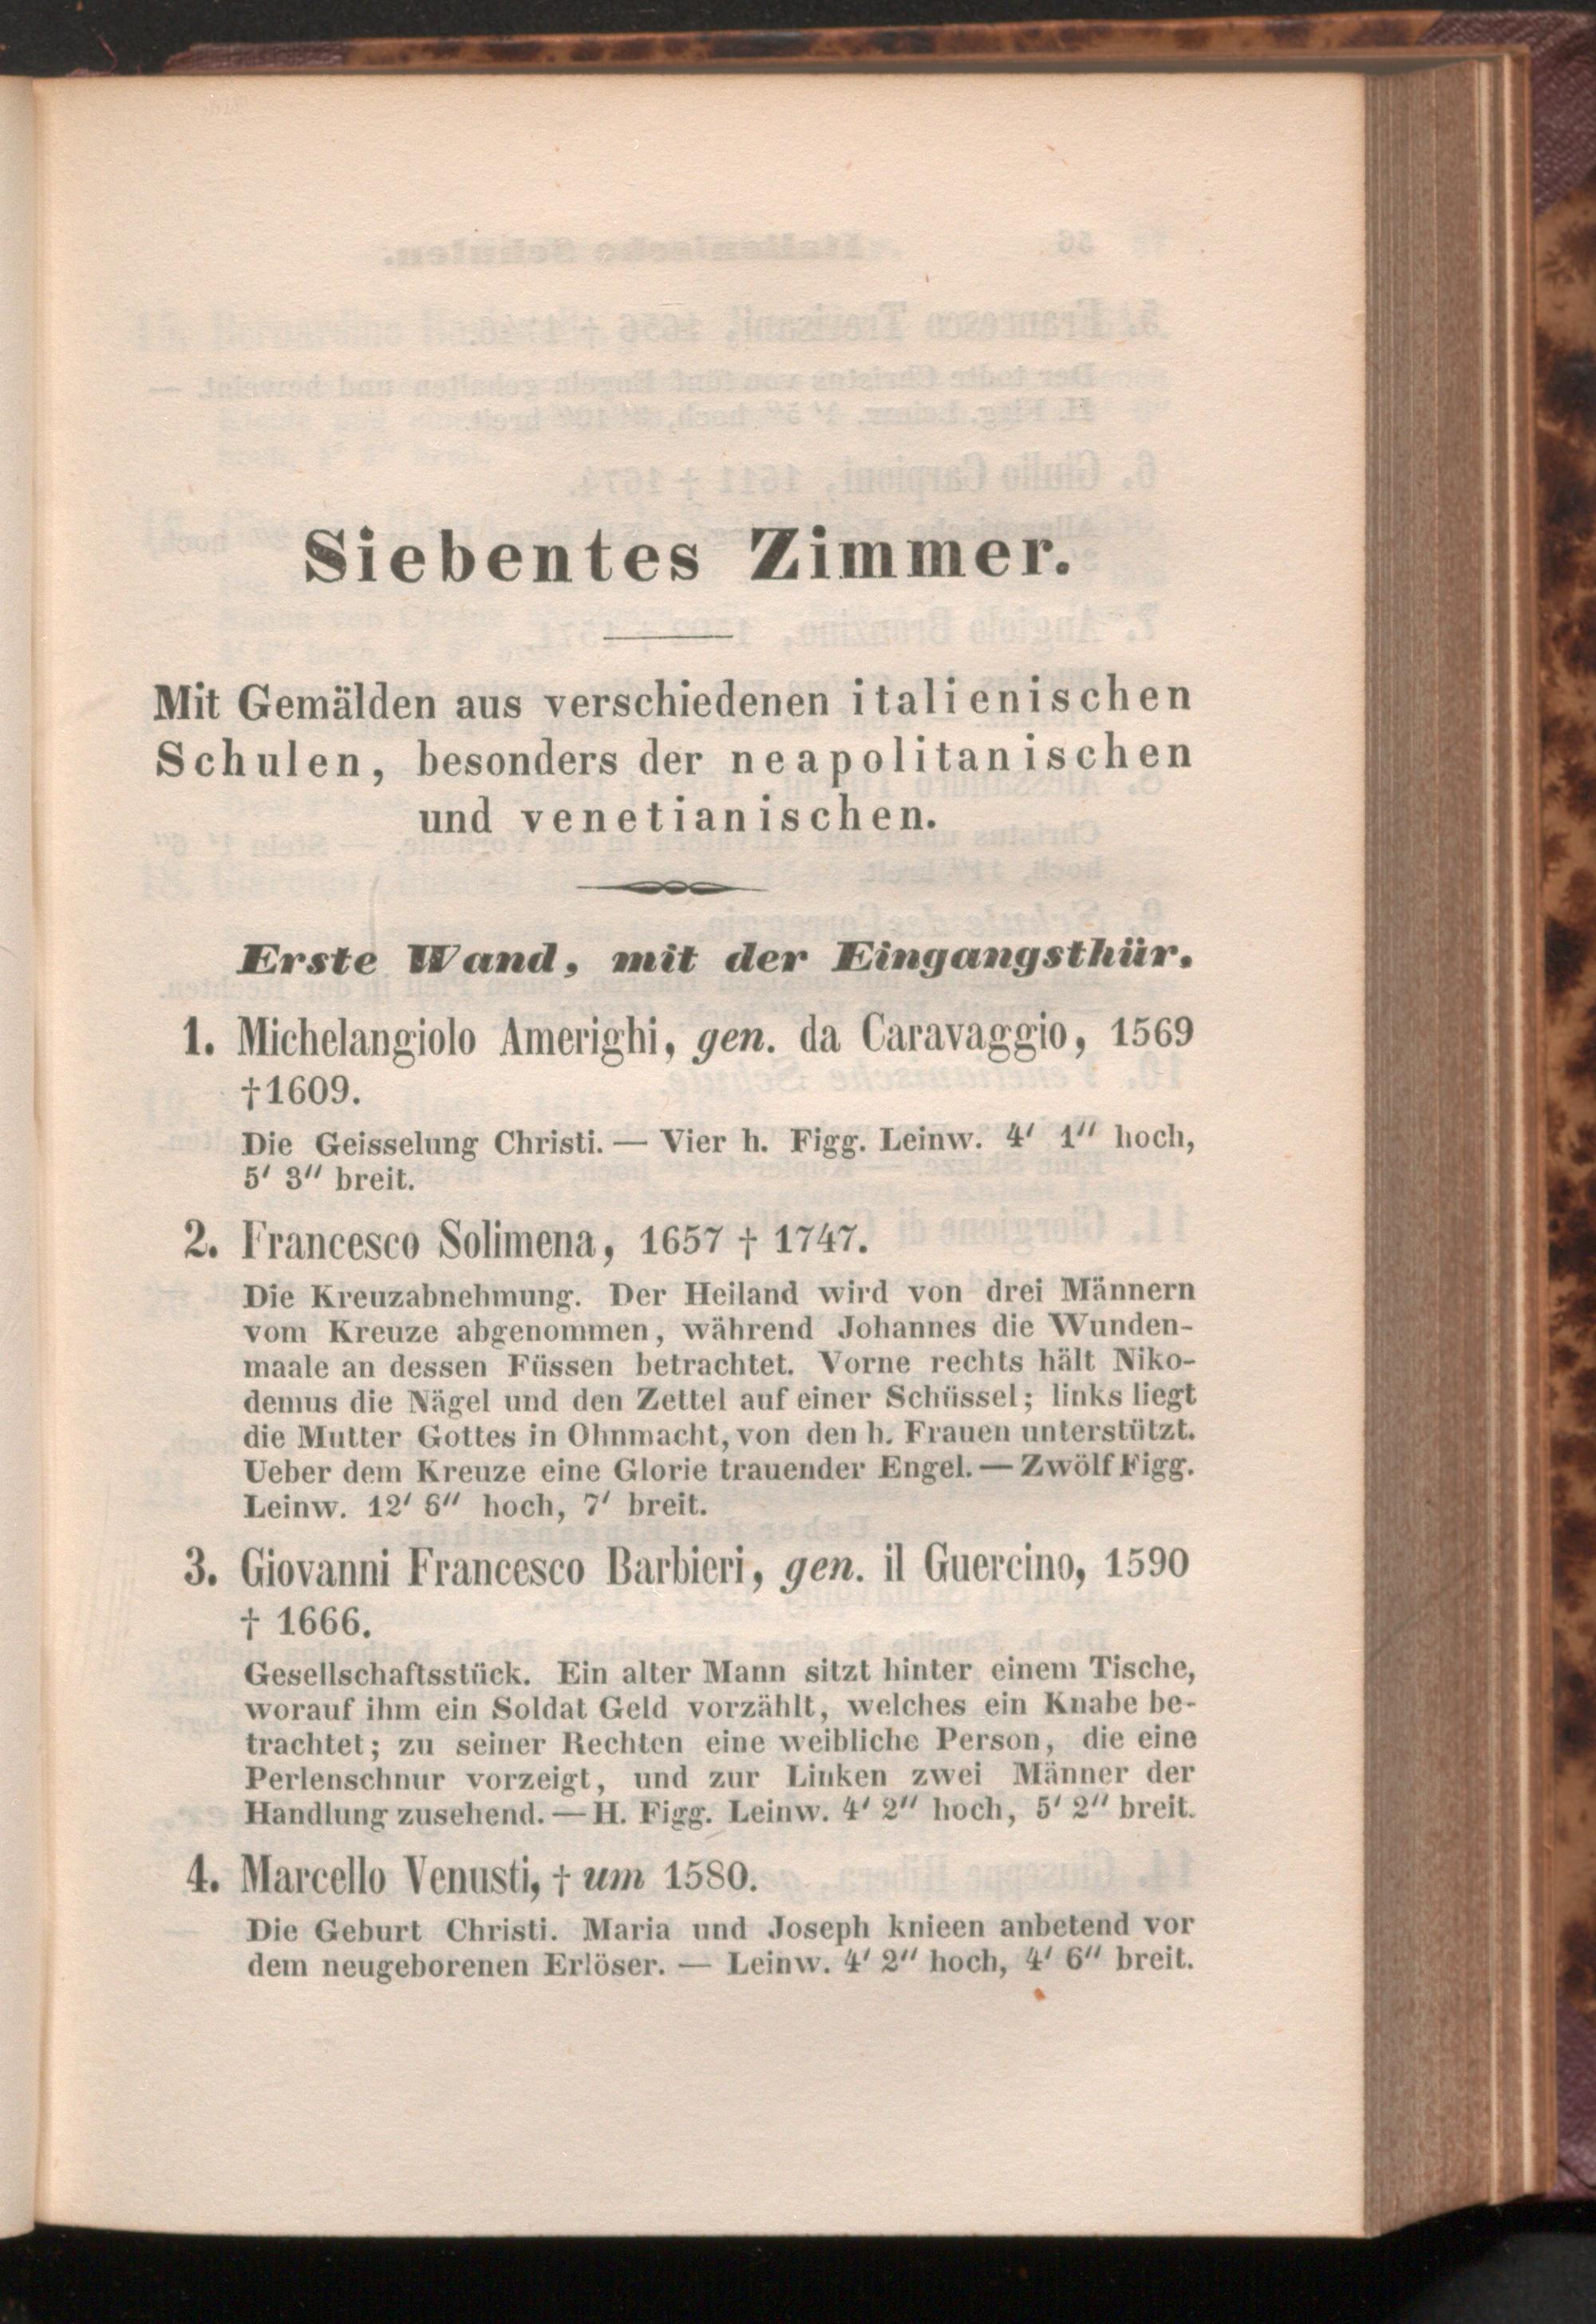 Siebentes Zimmer.
Mit Gemälden aus verschiedenen italienischen
Schulen, besonders der neapolitanischen
und venetianischen.
Erste Wand, mit der Eingangsthür.
1. Michelangiolo Amerighi, gen. da Caravaggio, 1569
†1609.
Die Geisselung Christi. — Vier h. Figg. Leinw. 4' 1" hoch,
5' 3" breit.
2. Francesco Solimena, 1657 † 1747.
Die Kreuzabnehmung. Der Heiland wird von drei Männern
vom Kreuze abgenommen, während Johannes die Wunden-
maale an dessen Füssen betrachtet. Vorne rechts hält Niko-
demus die Nägel und den Zettel auf einer Schüssel; links liegt
die Mutter Gottes in Ohnmacht, von den h. Frauen unterstützt.
Ueber dem Kreuze eine Glorie trauender Engel. — Zwölf Figg.
Leinw. 12' 6" hoch, 7' breit.
3. Giovanni Francesco Barbieri, gen. il Guercino, 1590
† 1666.
Gesellschaftsstück. Ein alter Mann sitzt hinter einem Tische,
worauf ihm ein Soldat Geld vorzählt, welches ein Knabe be-
trachtet; zu seiner Rechten eine weibliche Person, die eine
Perlenschnur vorzeigt, und zur Linken zwei Männer der
Handlung zusehend. — H. Figg. Leinw. 4' 2" hoch, 5' 2" breit.
4. Marcello Venusti, † um 1580.
Die Geburt Christi. Maria und Joseph knieen anbetend vor
dem neugeborenen Erlöser. — Leinw. 4' 2" hoch, 4' 6" breit.